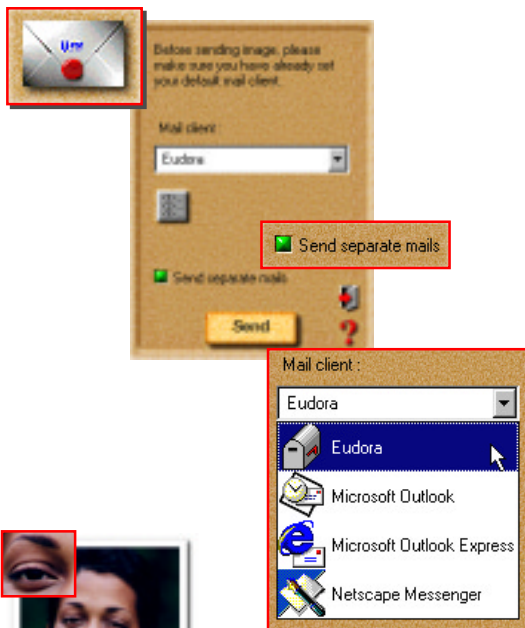 Before sending image, please
make sure you have already set
your default mail client.
Mail client :
Eudora
Send separate mails
Send separate mails
Send
?
Mail client :
Eudora
Eudora
Microsoft Outlook
Microsoft Outlook Express
Netscape Messenger